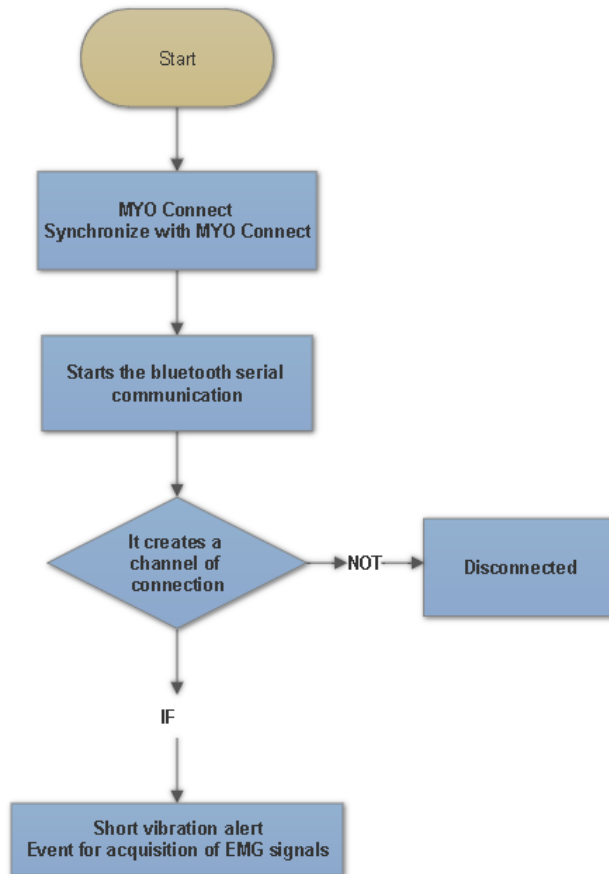 Start
MYO Connect
Synchronize with MYO Connect
Starts the bluetooth serial
communication
It creates a
channel of
connection
NOT
Disconnected
IF
Short vibration alert
Event for acquisition of EMG signals